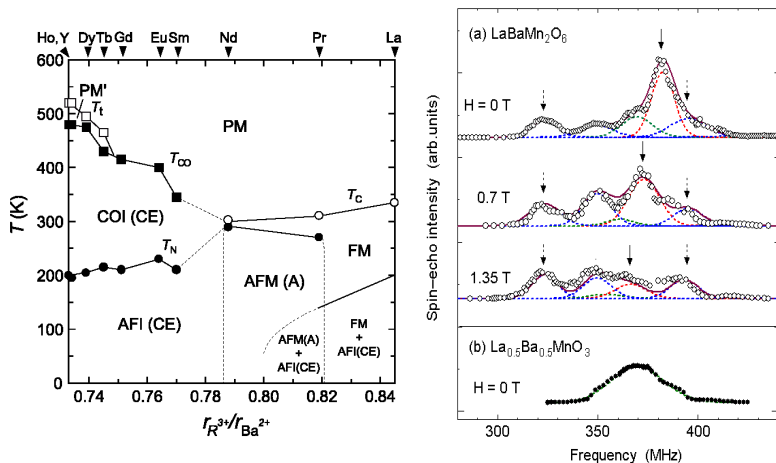 Ho,Y Dy Tb Gd Eu Sm Nd Pr La
600
500
400
300
200
100
0
T (K)
PM'
T_t
PM
T_CO
COI (CE)
T_C
T_N
FM
AFM (A)
AFI (CE)
AFM(A)
+
AFI(CE)
FM
+
AFI(CE)
0.74 0.76 0.78 0.80 0.82 0.84
r_R³⁺/r_Ba²⁺
(a) LaBaMn₂O₆
H = 0 T
0.7 T
1.35 T
(b) La₀.₅Ba₀.₅MnO₃
H = 0 T
Spin–echo intensity (arb.units)
300 350 400
Frequency (MHz)